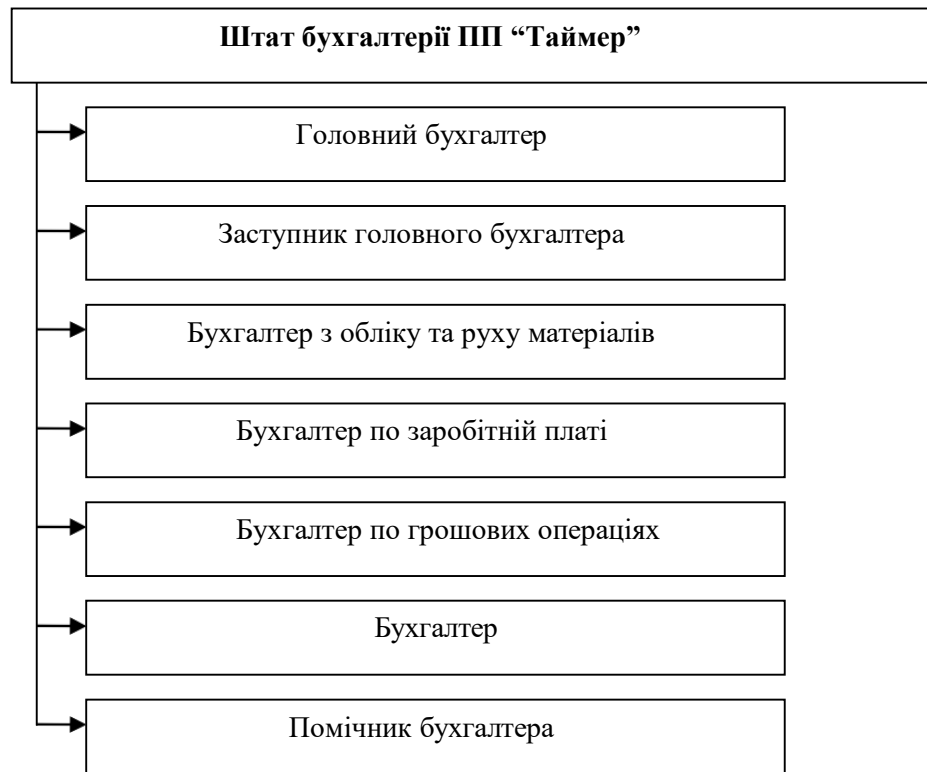 Штат бухгалтерії ПП “Таймер”
Головний бухгалтер
Заступник головного бухгалтера
Бухгалтер з обліку та руху матеріалів
Бухгалтер по заробітній платі
Бухгалтер по грошових операціях
Бухгалтер
Помічник бухгалтера